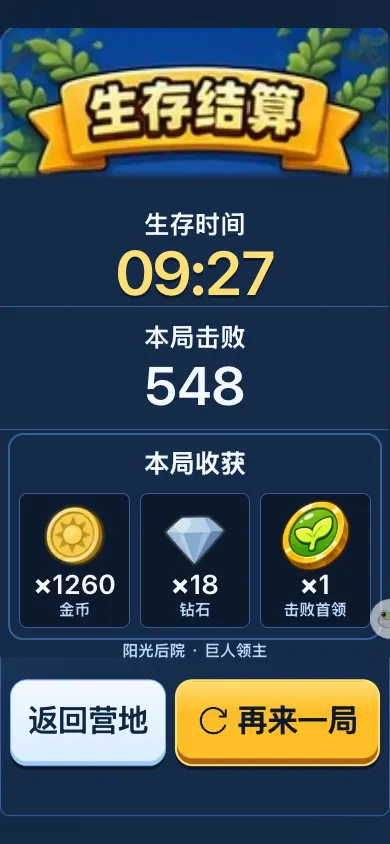 生存结算
生存时间
09:27
本局击败
548
本局收获
×1260
金币
×18
钻石
×1
击败首领
阳光后院 · 巨人领主
返回营地
再来一局